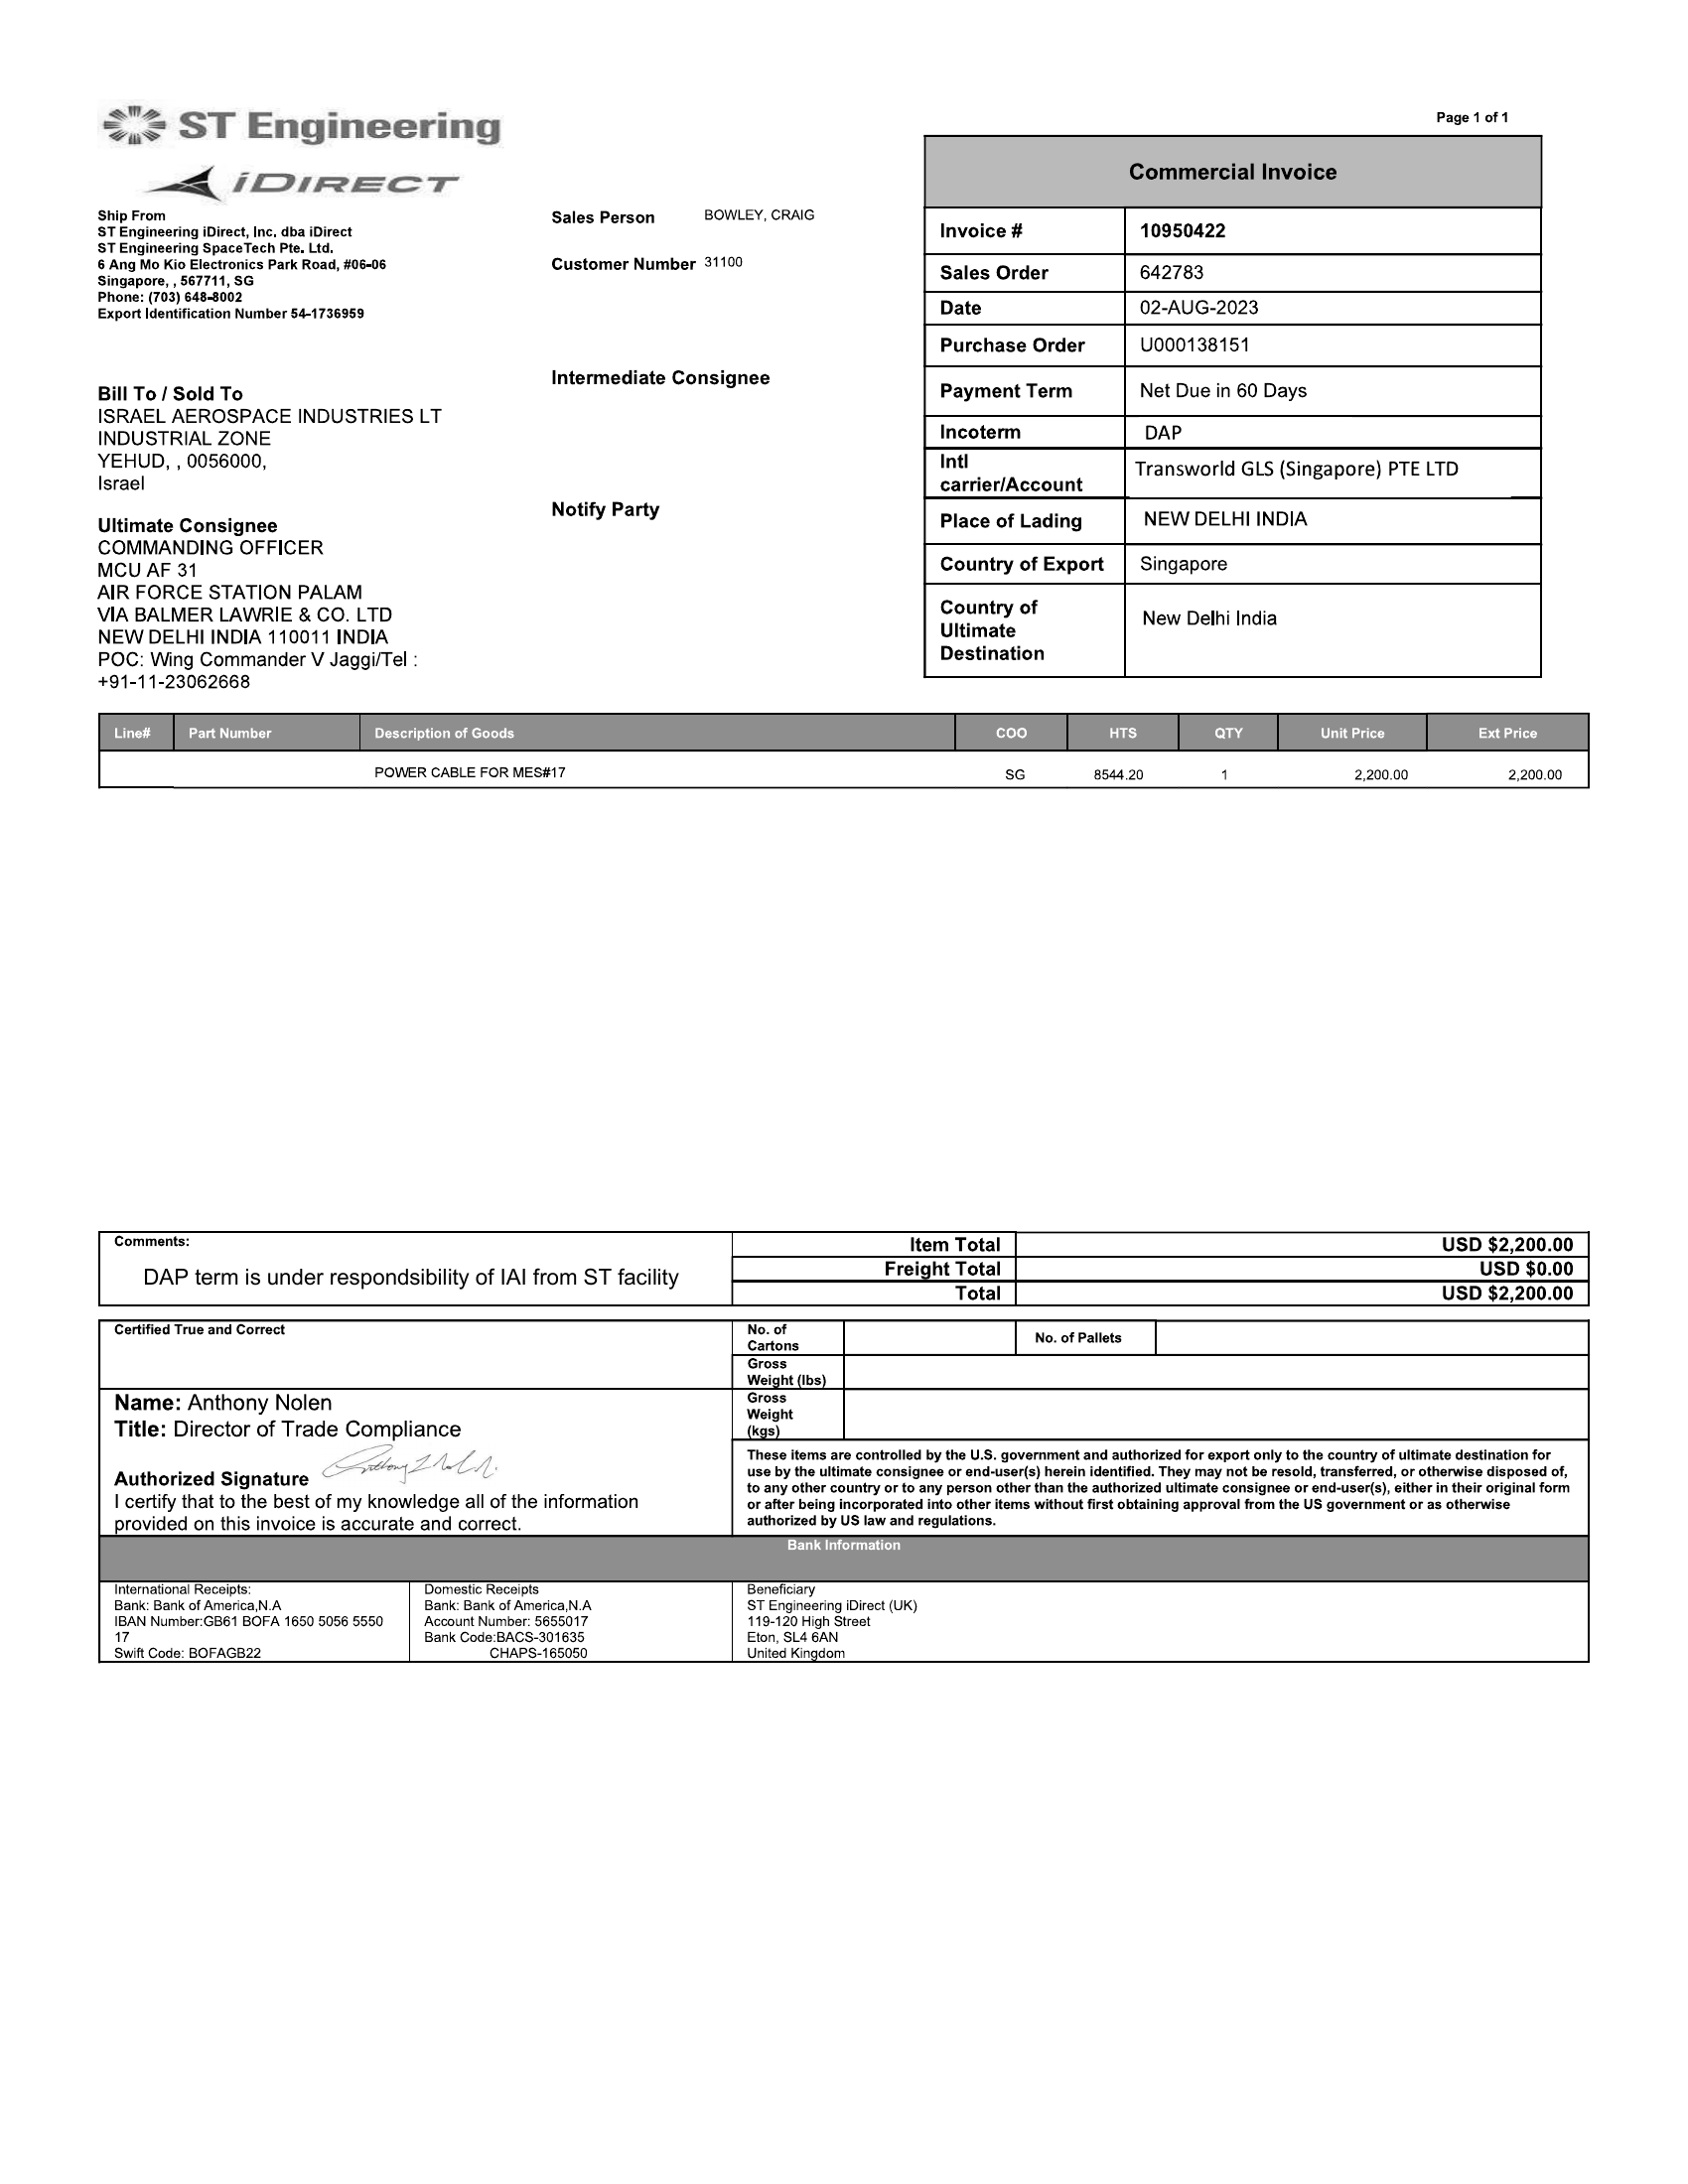 ST Engineering
iDIRECT
Page 1 of 1
Commercial Invoice
Ship From
ST Engineering iDirect, Inc. dba iDirect
ST Engineering SpaceTech Pte. Ltd.
6 Ang Mo Kio Electronics Park Road, #06-06
Singapore, , 567711, SG
Phone: (703) 648-8002
Export Identification Number 54-1736959
Sales Person BOWLEY, CRAIG
Customer Number 31100
Invoice # 10950422
Sales Order 642783
Date 02-AUG-2023
Purchase Order U000138151
Payment Term Net Due in 60 Days
Incoterm DAP
Intl
carrier/Account Transworld GLS (Singapore) PTE LTD
Place of Lading NEW DELHI INDIA
Country of Export Singapore
Country of
Ultimate
Destination New Delhi India
Bill To / Sold To
ISRAEL AEROSPACE INDUSTRIES LT
INDUSTRIAL ZONE
YEHUD, , 0056000,
Israel
Intermediate Consignee
Notify Party
Ultimate Consignee
COMMANDING OFFICER
MCU AF 31
AIR FORCE STATION PALAM
VIA BALMER LAWRIE & CO. LTD
NEW DELHI INDIA 110011 INDIA
POC: Wing Commander V Jaggi/Tel :
+91-11-23062668
Line# Part Number Description of Goods COO HTS QTY Unit Price Ext Price
POWER CABLE FOR MES#17 SG 8544.20 1 2,200.00 2,200.00
Comments:
DAP term is under respondsibility of IAI from ST facility
Item Total USD $2,200.00
Freight Total USD $0.00
Total USD $2,200.00
Certified True and Correct
No. of
Cartons
No. of Pallets
Gross
Weight (lbs)
Gross
Weight
(kgs)
Name: Anthony Nolen
Title: Director of Trade Compliance
Authorized Signature
I certify that to the best of my knowledge all of the information
provided on this invoice is accurate and correct.
These items are controlled by the U.S. government and authorized for export only to the country of ultimate destination for
use by the ultimate consignee or end-user(s) herein identified. They may not be resold, transferred, or otherwise disposed of,
to any other country or to any person other than the authorized ultimate consignee or end-user(s), either in their original form
or after being incorporated into other items without first obtaining approval from the US government or as otherwise
authorized by US law and regulations.
Bank Information
International Receipts:
Bank: Bank of America,N.A
IBAN Number:GB61 BOFA 1650 5056 5550
17
Swift Code: BOFAGB22
Domestic Receipts
Bank: Bank of America,N.A
Account Number: 5655017
Bank Code:BACS-301635
CHAPS-165050
Beneficiary
ST Engineering iDirect (UK)
119-120 High Street
Eton, SL4 6AN
United Kingdom